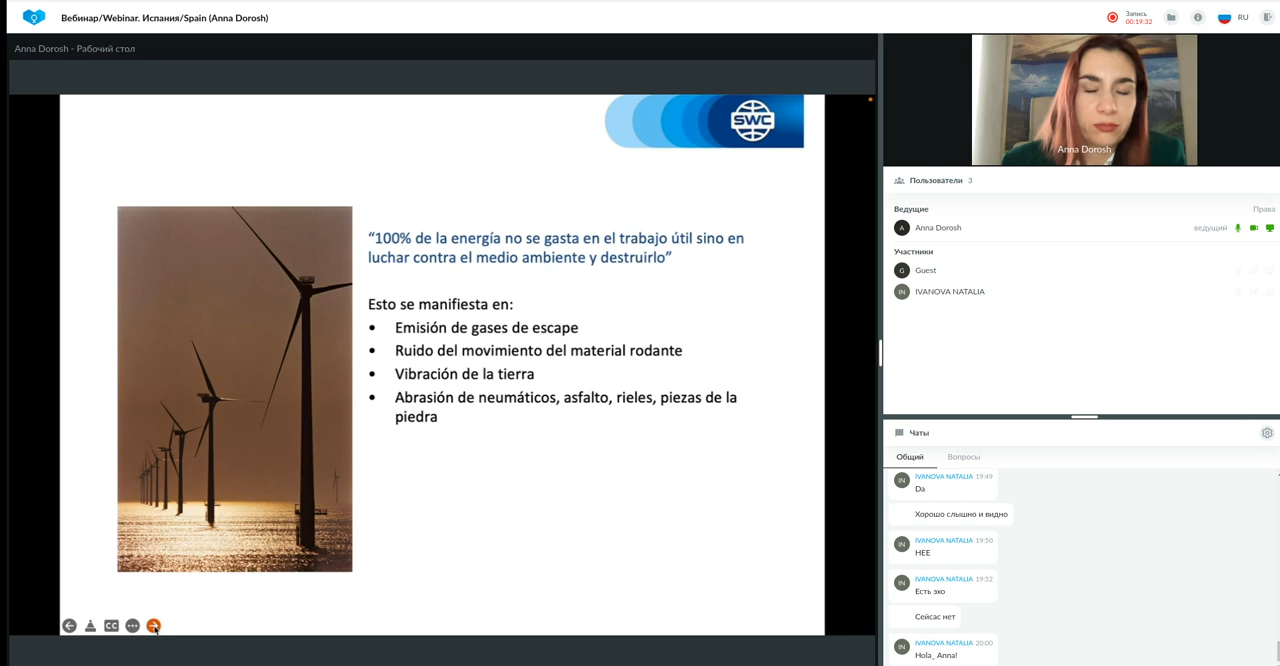 Вебинар/Webinar. Испания/Spain (Anna Dorosh)
Запись
00:19:32
RU
Anna Dorosh - Рабочий стол
SWC
“100% de la energía no se gasta en el trabajo útil sino en
luchar contra el medio ambiente y destruirlo”
Esto se manifiesta en:
• Emisión de gases de escape
• Ruido del movimiento del material rodante
• Vibración de la tierra
• Abrasión de neumáticos, asfalto, rieles, piezas de la
piedra
CC
Anna Dorosh
Пользователи 3
Ведущие Права
A Anna Dorosh ведущий
Участники
G Guest
IN IVANOVA NATALIA
Чаты
Общий Вопросы
IN IVANOVA NATALIA 19:49
Da
Хорошо слышно и видно
IN IVANOVA NATALIA 19:50
НЕЕ
IN IVANOVA NATALIA 19:52
Есть эхо
Сейсас нет
IN IVANOVA NATALIA 20:00
Hola_ Anna!